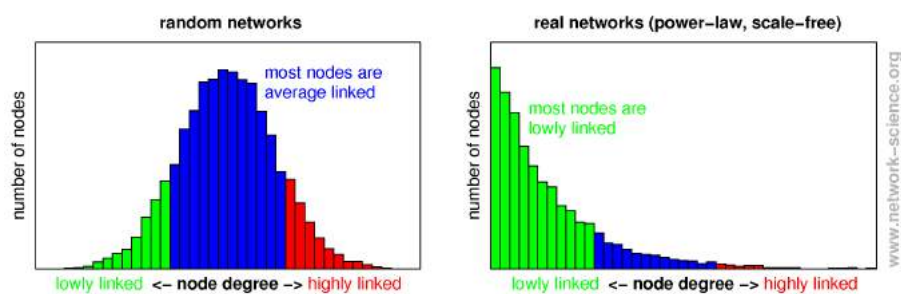 random networks
number of nodes
most nodes are
average linked
lowly linked <- node degree -> highly linked
real networks (power-law, scale-free)
number of nodes
most nodes are
lowly linked
lowly linked <- node degree -> highly linked
www.network-science.org